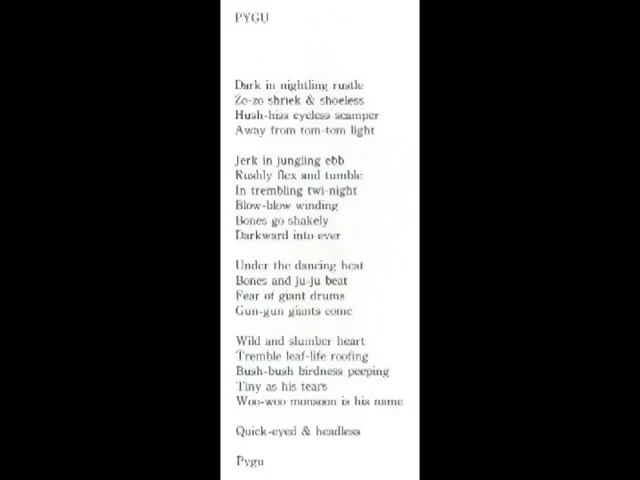 PYGU
Dark in nightling rustle
Zo-zo shriek & shoeless
Hush-hiss eyeless scamper
Away from tom-tom light
Jerk in jungling ebb
Rushly flex and tumble
In trembling twi-night
Blow-blow winding
Bones go shakely
Darkward into ever
Under the dancing heat
Bones and ju-ju beat
Fear of giant drums
Gun-gun giants come
Wild and slumber heart
Tremble leaf-life roofing
Bush-bush birdness peeping
Tiny as his tears
Woo-woo monsoon is his name
Quick-eyed & headless
Pygu